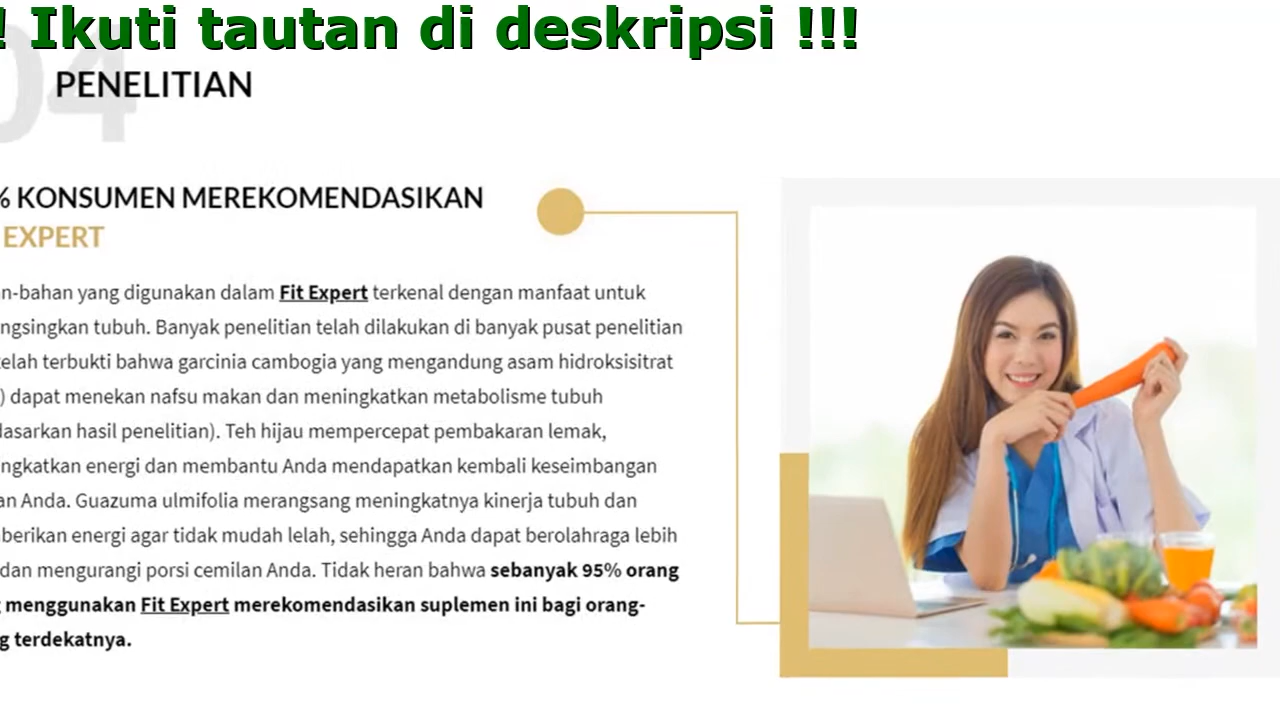 ! Ikuti tautan di deskripsi !!!
04
PENELITIAN
% KONSUMEN MEREKOMENDASIKAN
EXPERT
n-bahan yang digunakan dalam Fit Expert terkenal dengan manfaat untuk
ngsingkan tubuh. Banyak penelitian telah dilakukan di banyak pusat penelitian
telah terbukti bahwa garcinia cambogia yang mengandung asam hidroksisitrat
) dapat menekan nafsu makan dan meningkatkan metabolisme tubuh
dasarkan hasil penelitian). Teh hijau mempercepat pembakaran lemak,
ngkatkan energi dan membantu Anda mendapatkan kembali keseimbangan
an Anda. Guazuma ulmifolia merangsang meningkatnya kinerja tubuh dan
berikan energi agar tidak mudah lelah, sehingga Anda dapat berolahraga lebih
dan mengurangi porsi cemilan Anda. Tidak heran bahwa sebanyak 95% orang
g menggunakan Fit Expert merekomendasikan suplemen ini bagi orang-
g terdekatnya.